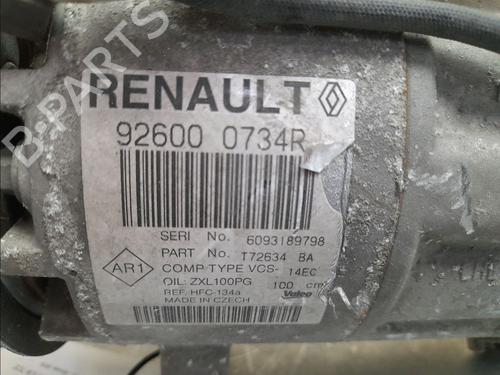 B-PARTS
RENAULT
92600 0734R
SERI No. 6093189798
PART No. T72634 BA
AR1
COMP TYPE VCS-14EC
OIL: ZXL100PG 100 cm³
REF. HFC-134a
MADE IN CZECH
Valeo